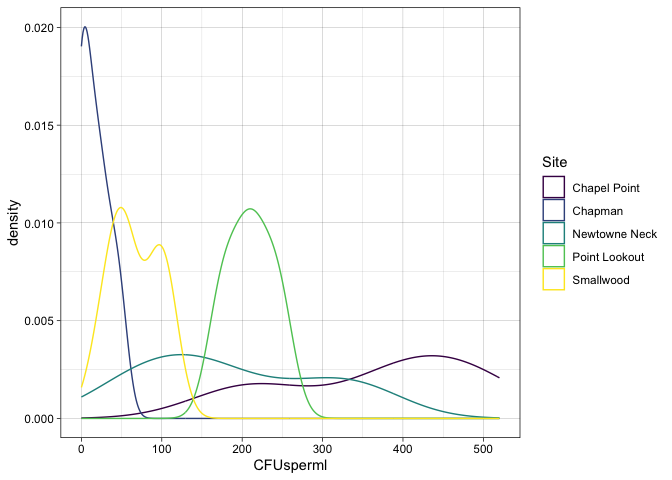 0.020
0.015
0.010
0.005
0.000
density
0 100 200 300 400 500
CFUsperml
Site
Chapel Point
Chapman
Newtowne Neck
Point Lookout
Smallwood